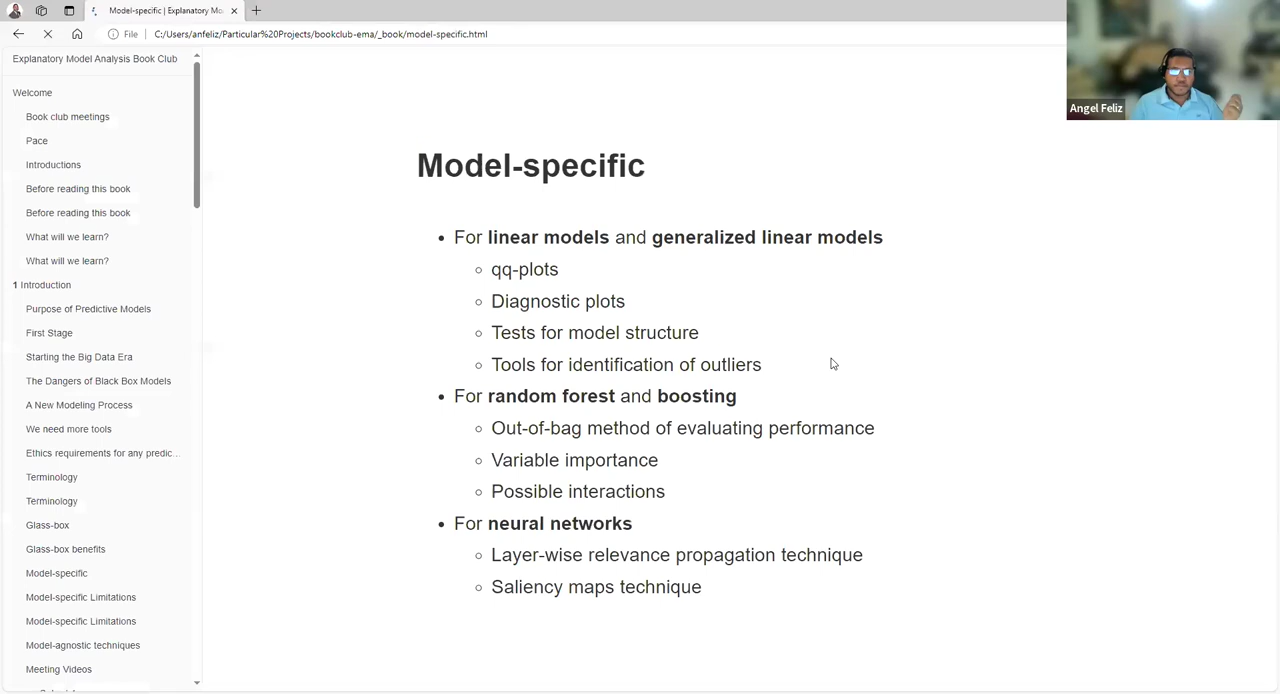 Model-specific | Explanatory Mo
File C:/Users/anfeliz/Particular%20Projects/bookclub-ema/_book/model-specific.html
Explanatory Model Analysis Book Club
Welcome
Book club meetings
Pace
Introductions
Before reading this book
Before reading this book
What will we learn?
What will we learn?
1 Introduction
Purpose of Predictive Models
First Stage
Starting the Big Data Era
The Dangers of Black Box Models
A New Modeling Process
We need more tools
Ethics requirements for any predic...
Terminology
Terminology
Glass-box
Glass-box benefits
Model-specific
Model-specific Limitations
Model-specific Limitations
Model-agnostic techniques
Meeting Videos
Model-specific
For linear models and generalized linear models
qq-plots
Diagnostic plots
Tests for model structure
Tools for identification of outliers
For random forest and boosting
Out-of-bag method of evaluating performance
Variable importance
Possible interactions
For neural networks
Layer-wise relevance propagation technique
Saliency maps technique
Angel Feliz